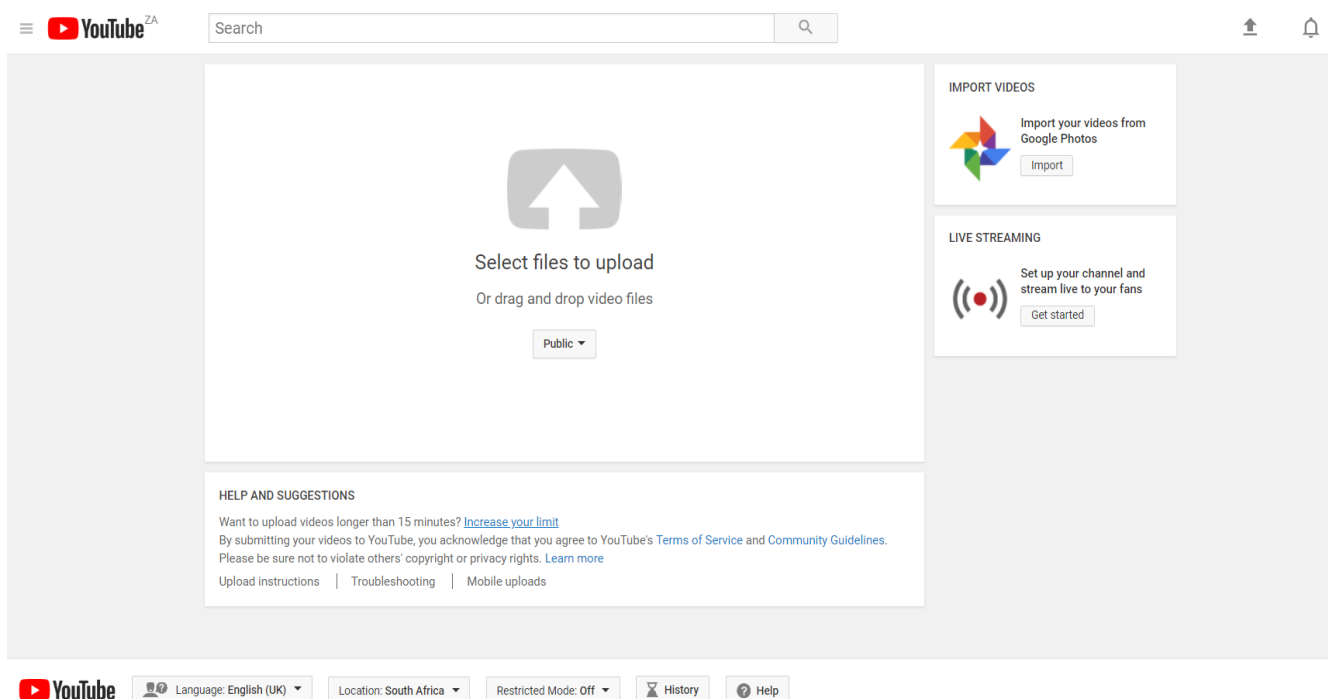 YouTube ZA
Search
Select files to upload
Or drag and drop video files
Public
IMPORT VIDEOS
Import your videos from
Google Photos
Import
LIVE STREAMING
Set up your channel and
stream live to your fans
Get started
HELP AND SUGGESTIONS
Want to upload videos longer than 15 minutes? Increase your limit
By submitting your videos to YouTube, you acknowledge that you agree to YouTube's Terms of Service and Community Guidelines.
Please be sure not to violate others' copyright or privacy rights. Learn more
Upload instructions | Troubleshooting | Mobile uploads
YouTube Language: English (UK) Location: South Africa Restricted Mode: Off History Help